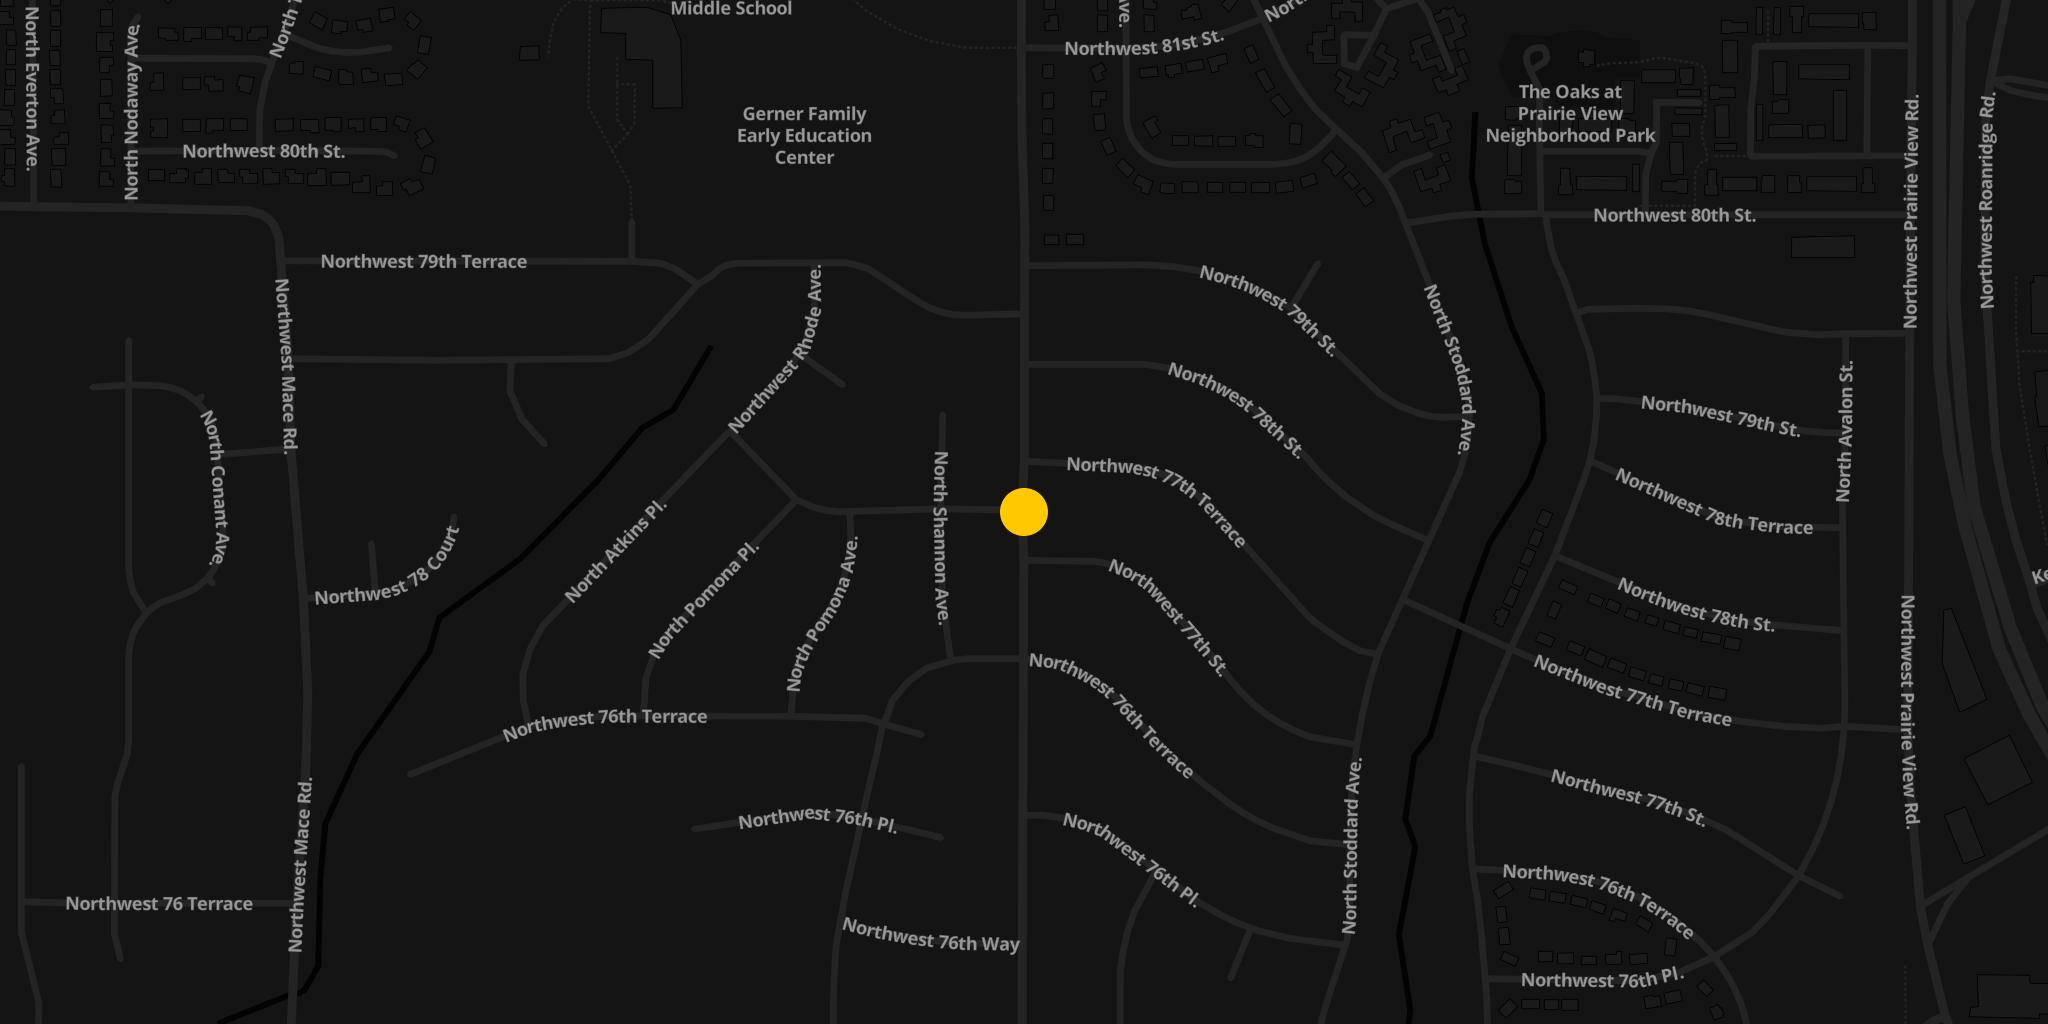 Middle School
North Everton Ave.
North Nodaway Ave
North T
Northwest 80th St.
Gerner Family
Early Education
Center
Ave.
North
Northwest 81st St.
The Oaks at
Prairie View
Neighborhood Park
Northwest Prairie View Rd.
Northwest Roanridge Rd.
Northwest 80th St.
Northwest 79th Terrace
Northwest Mace Rd.
Northwest Rhode Ave.
Northwest 79th St.
North Stoddard Ave.
Northwest 78th St.
Northwest 79th St.
North Avalon St.
North Conant Ave.
North Shannon Ave.
Northwest 77th Terrace
Northwest 78th Terrace
North Atkins Pl.
North Pomona Pl.
North Pomona Ave.
Northwest 78 Court
Northwest 77th St.
Northwest 78th St.
Ke
Northwest 76th Terrace
Northwest 77th Terrace
Northwest Prairie View Rd.
Northwest 76th Terrace
Northwest Mace Rd.
Northwest 76th Pl.
Northwest 76th Pl.
North Stoddard Ave.
Northwest 77th St.
Northwest 76th Terrace
Northwest 76 Terrace
Northwest 76th Way
Northwest 76th Pl.